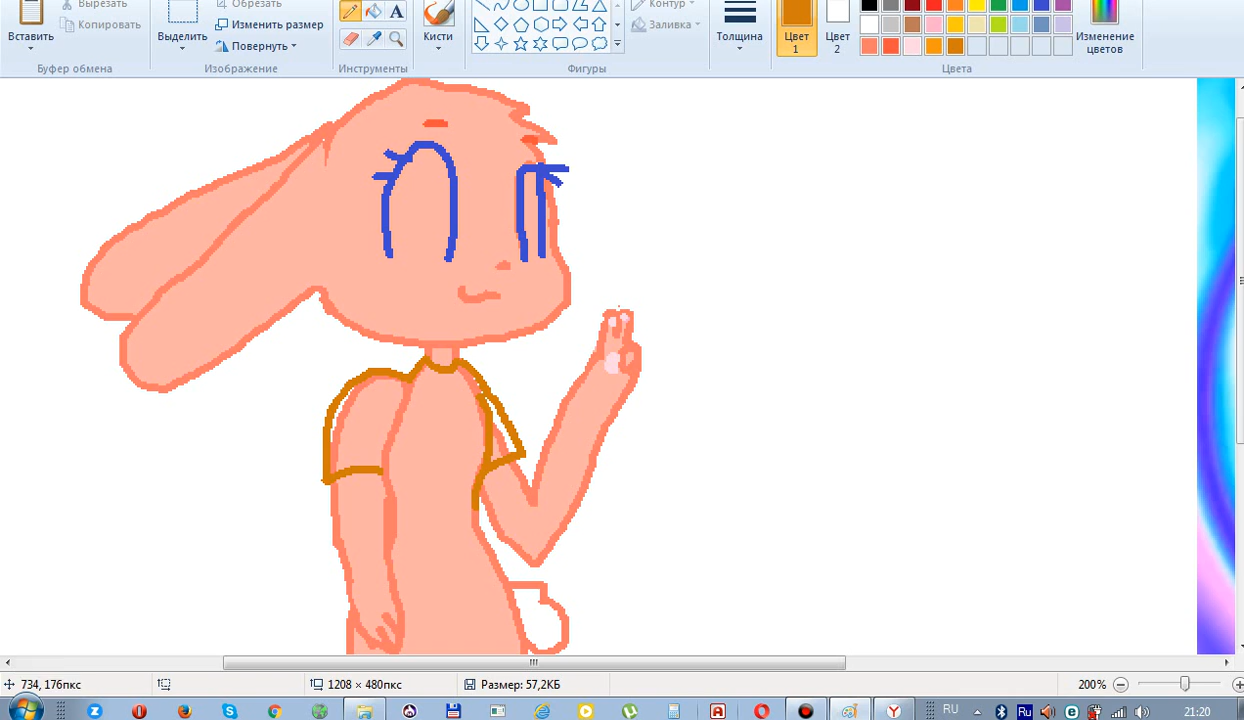 Вырезать
Вставить
Копировать
Буфер обмена
Выделить
Обрезать
Изменить размер
Повернуть
Изображение
A
Инструменты
Кисти
Фигуры
Контур
Заливка
Толщина
Цвет
1
Цвет
2
Изменение
цветов
Цвета
734, 176пкс
1208 × 480пкс
Размер: 57,2КБ
200%
RU
Ru
21:20